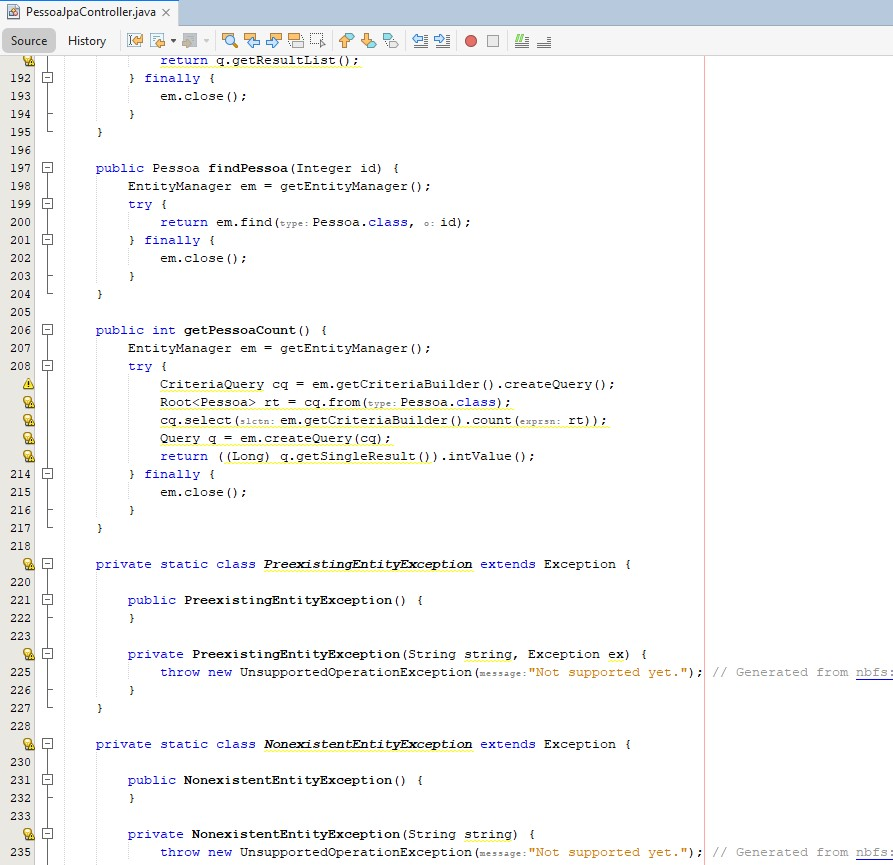 PessoaJpaController.java
Source History
return q.getResultList();
192 } finally {
193 em.close();
194 }
195 }
196
197 public Pessoa findPessoa(Integer id) {
198 EntityManager em = getEntityManager();
199 try {
200 return em.find(type: Pessoa.class, o: id);
201 } finally {
202 em.close();
203 }
204 }
205
206 public int getPessoaCount() {
207 EntityManager em = getEntityManager();
208 try {
CriteriaQuery cq = em.getCriteriaBuilder().createQuery();
Root<Pessoa> rt = cq.from(type: Pessoa.class);
cq.select(slctn: em.getCriteriaBuilder().count(exprsn: rt));
Query q = em.createQuery(cq);
return ((Long) q.getSingleResult()).intValue();
214 } finally {
215 em.close();
216 }
217 }
218
private static class PreexistingEntityException extends Exception {
220
221 public PreexistingEntityException() {
222 }
223
private PreexistingEntityException(String string, Exception ex) {
225 throw new UnsupportedOperationException(message: "Not supported yet."); // Generated from nbfs:
226 }
227 }
228
private static class NonexistentEntityException extends Exception {
230
231 public NonexistentEntityException() {
232 }
233
private NonexistentEntityException(String string) {
235 throw new UnsupportedOperationException(message: "Not supported yet."); // Generated from nbfs: